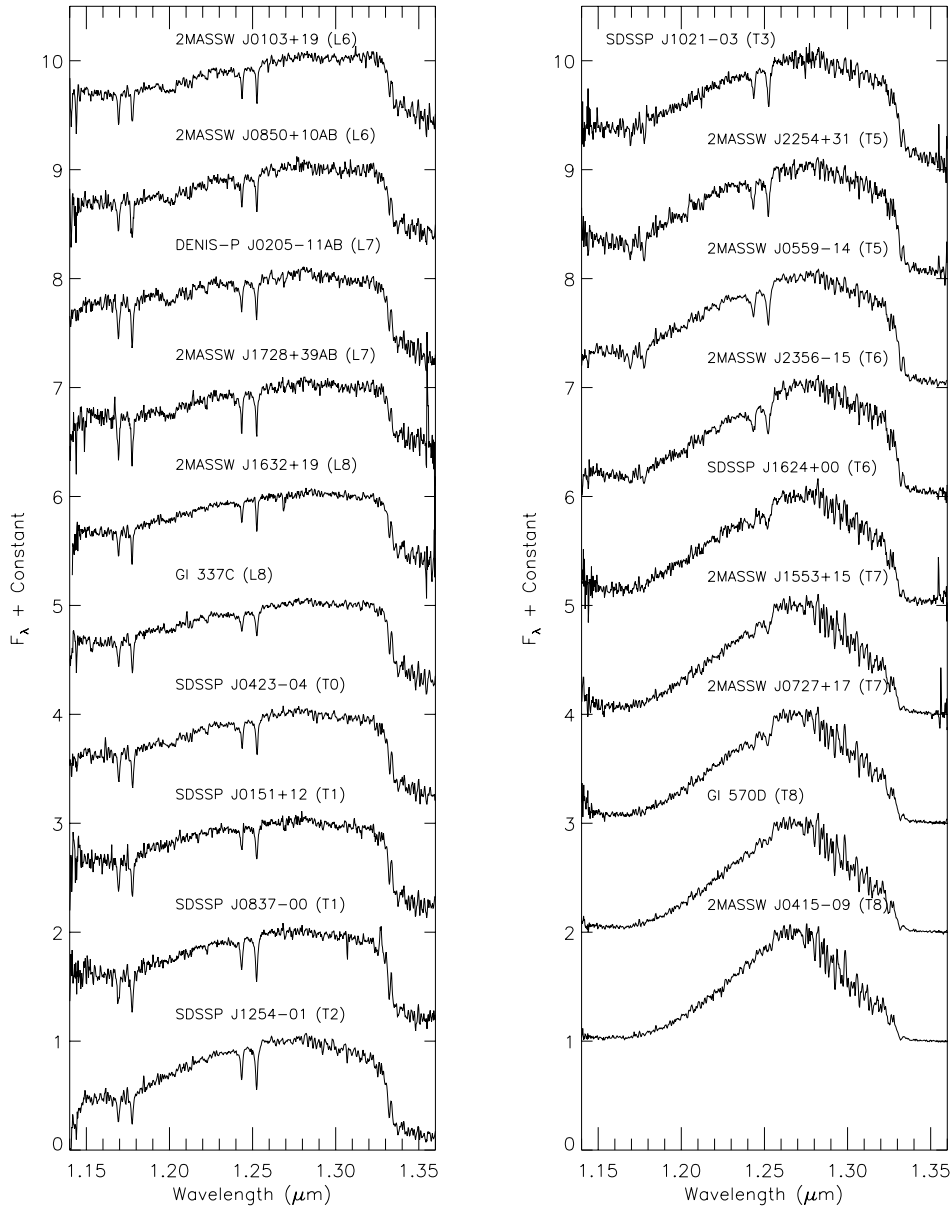 2MASSW J0103+19 (L6)
2MASSW J0850+10AB (L6)
DENIS-P J0205-11AB (L7)
2MASSW J1728+39AB (L7)
2MASSW J1632+19 (L8)
Gl 337C (L8)
SDSSP J0423-04 (T0)
SDSSP J0151+12 (T1)
SDSSP J0837-00 (T1)
SDSSP J1254-01 (T2)
10
9
8
7
6
5
4
3
2
1
0
Fλ + Constant
1.15 1.20 1.25 1.30 1.35
Wavelength (μm)
SDSSP J1021-03 (T3)
2MASSW J2254+31 (T5)
2MASSW J0559-14 (T5)
2MASSW J2356-15 (T6)
SDSSP J1624+00 (T6)
2MASSW J1553+15 (T7)
2MASSW J0727+17 (T7)
Gl 570D (T8)
2MASSW J0415-09 (T8)
10
9
8
7
6
5
4
3
2
1
0
Fλ + Constant
1.15 1.20 1.25 1.30 1.35
Wavelength (μm)